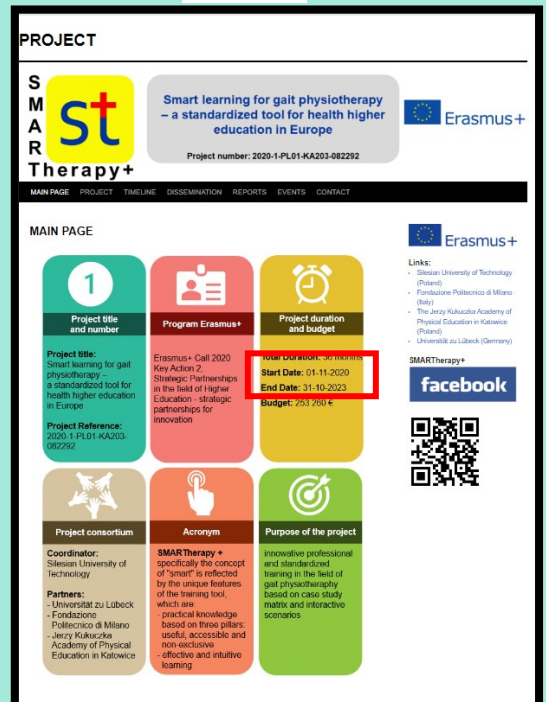 PROJECT
S
M
A
R
Therapy+
st
Smart learning for gait physiotherapy
– a standardized tool for health higher
education in Europe
Project number: 2020-1-PL01-KA203-082292
Erasmus+
MAIN PAGE PROJECT TIMELINE DISSEMINATION REPORTS EVENTS CONTACT
MAIN PAGE
1
Project title
and number
Project title:
Smart learning for gait
physiotherapy –
a standardized tool for
health higher education
in Europe
Project Reference:
2020-1-PL01-KA203-
082292
Program Erasmus+
Erasmus+ Call 2020
Key Action 2,
Strategic Partnerships
in the field of Higher
Education - strategic
partnerships for
innovation
Project duration
and budget
Total Duration: 36 months
Start Date: 01-11-2020
End Date: 31-10-2023
Budget: 253 260 €
Project consortium
Coordinator:
Silesian University of
Technology
Partners:
- Universität zu Lübeck
- Fondazione
Politecnico di Milano
- Jerzy Kukuczka
Academy of Physical
Education in Katowice
Acronym
SMARTherapy +
specifically the concept
of "smart" is reflected
by the unique features
of the training tool,
which are
- practical knowledge
based on three pillars:
useful, accessible and
non-exclusive
- effective and intuitive
learning
Purpose of the project
innovative professional
and standardized
training in the field of
gait physiotheraphy
based on case study
matrix and interactive
scenarios
Erasmus+
Links:
Silesian University of Technology
(Poland)
Fondazione Politecnico di Milano
(Italy)
The Jerzy Kukuczka Academy of
Physical Education in Katowice
(Poland)
Universität zu Lübeck (Germany)
SMARTherapy+
facebook